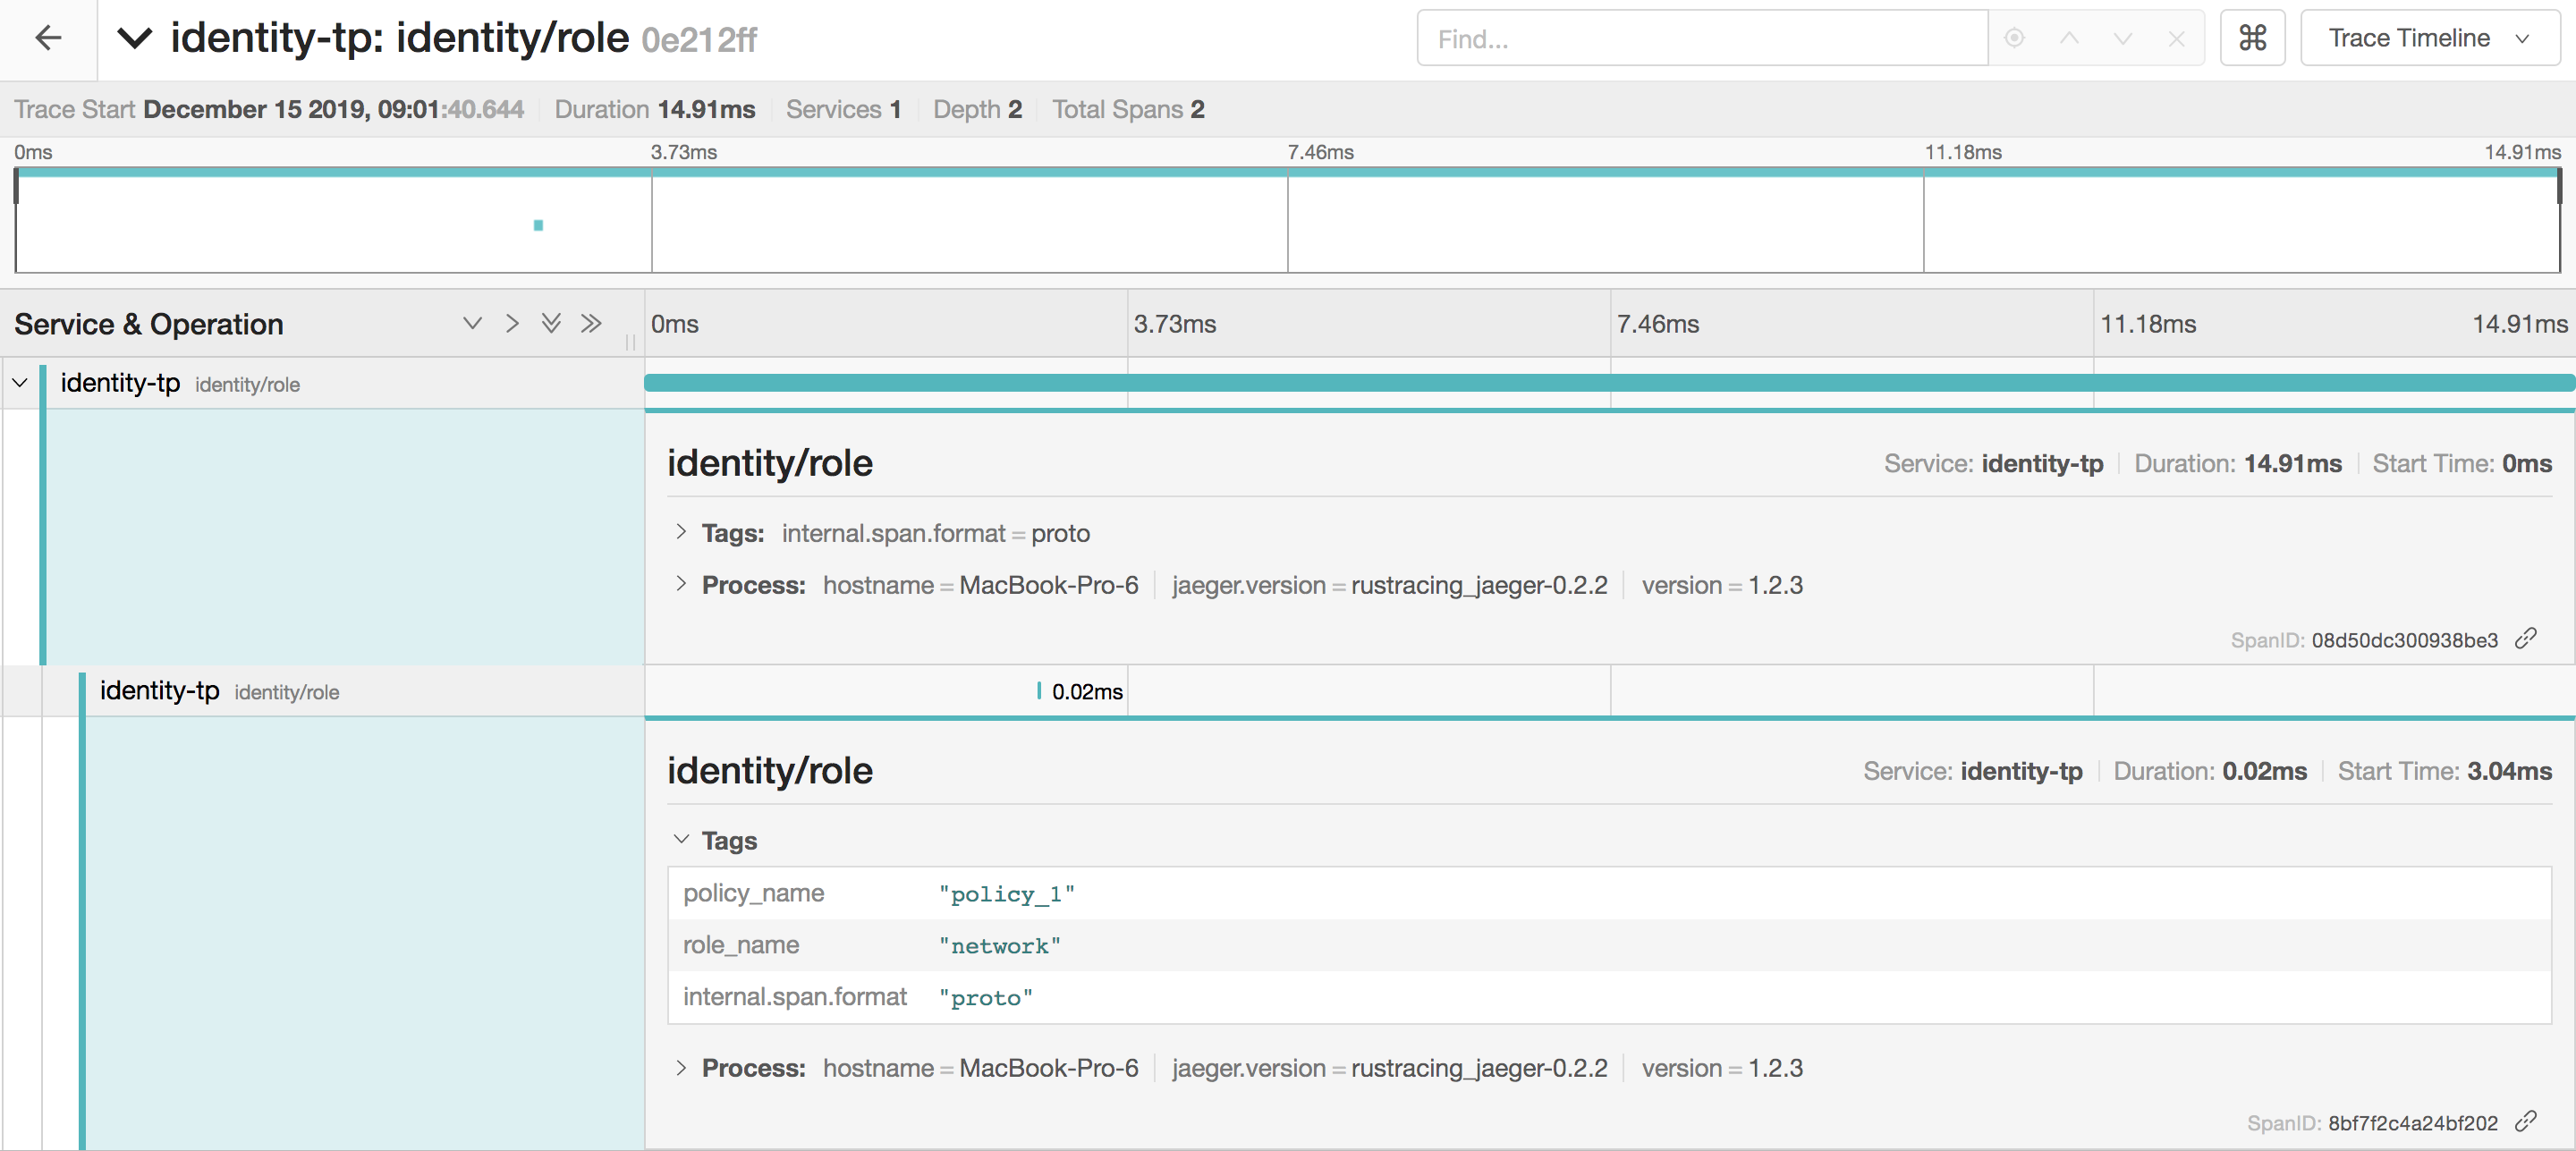 identity-tp: identity/role 0e212ff
Find...
⌘
Trace Timeline
Trace Start December 15 2019, 09:01:40.644 Duration 14.91ms Services 1 Depth 2 Total Spans 2
0ms 3.73ms 7.46ms 11.18ms 14.91ms
Service & Operation
0ms 3.73ms 7.46ms 11.18ms 14.91ms
identity-tp identity/role
identity/role
Service: identity-tp Duration: 14.91ms Start Time: 0ms
Tags: internal.span.format = proto
Process: hostname = MacBook-Pro-6 jaeger.version = rustracing_jaeger-0.2.2 version = 1.2.3
SpanID: 08d50dc300938be3
identity-tp identity/role
0.02ms
identity/role
Service: identity-tp Duration: 0.02ms Start Time: 3.04ms
Tags
policy_name "policy_1"
role_name "network"
internal.span.format "proto"
Process: hostname = MacBook-Pro-6 jaeger.version = rustracing_jaeger-0.2.2 version = 1.2.3
SpanID: 8bf7f2c4a24bf202